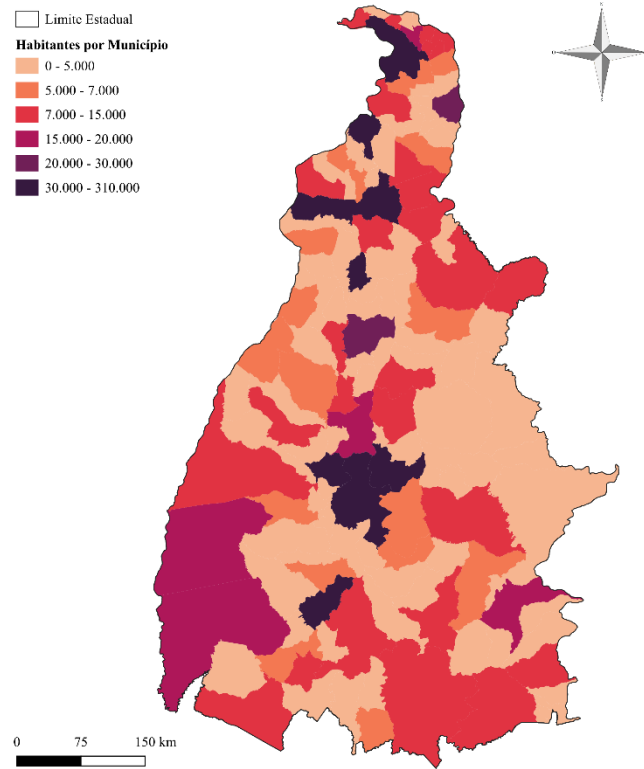 Limite Estadual
Habitantes por Município
0 - 5.000
5.000 - 7.000
7.000 - 15.000
15.000 - 20.000
20.000 - 30.000
30.000 - 310.000
0 75 150 km